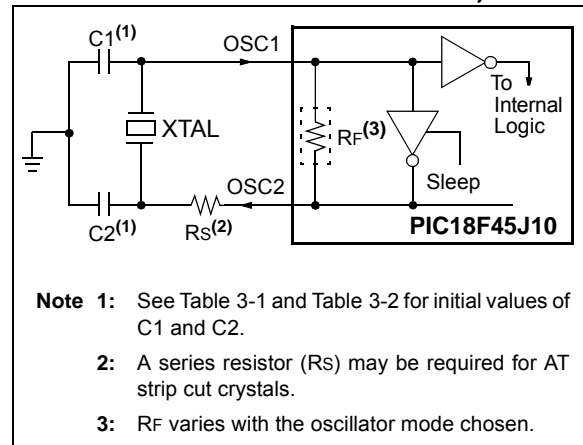 C1(1)
OSC1
To
Internal
Logic
XTAL
RF(3)
Sleep
OSC2
C2(1)
RS(2)
PIC18F45J10
Note 1: See Table 3-1 and Table 3-2 for initial values of
C1 and C2.
2: A series resistor (RS) may be required for AT
strip cut crystals.
3: RF varies with the oscillator mode chosen.